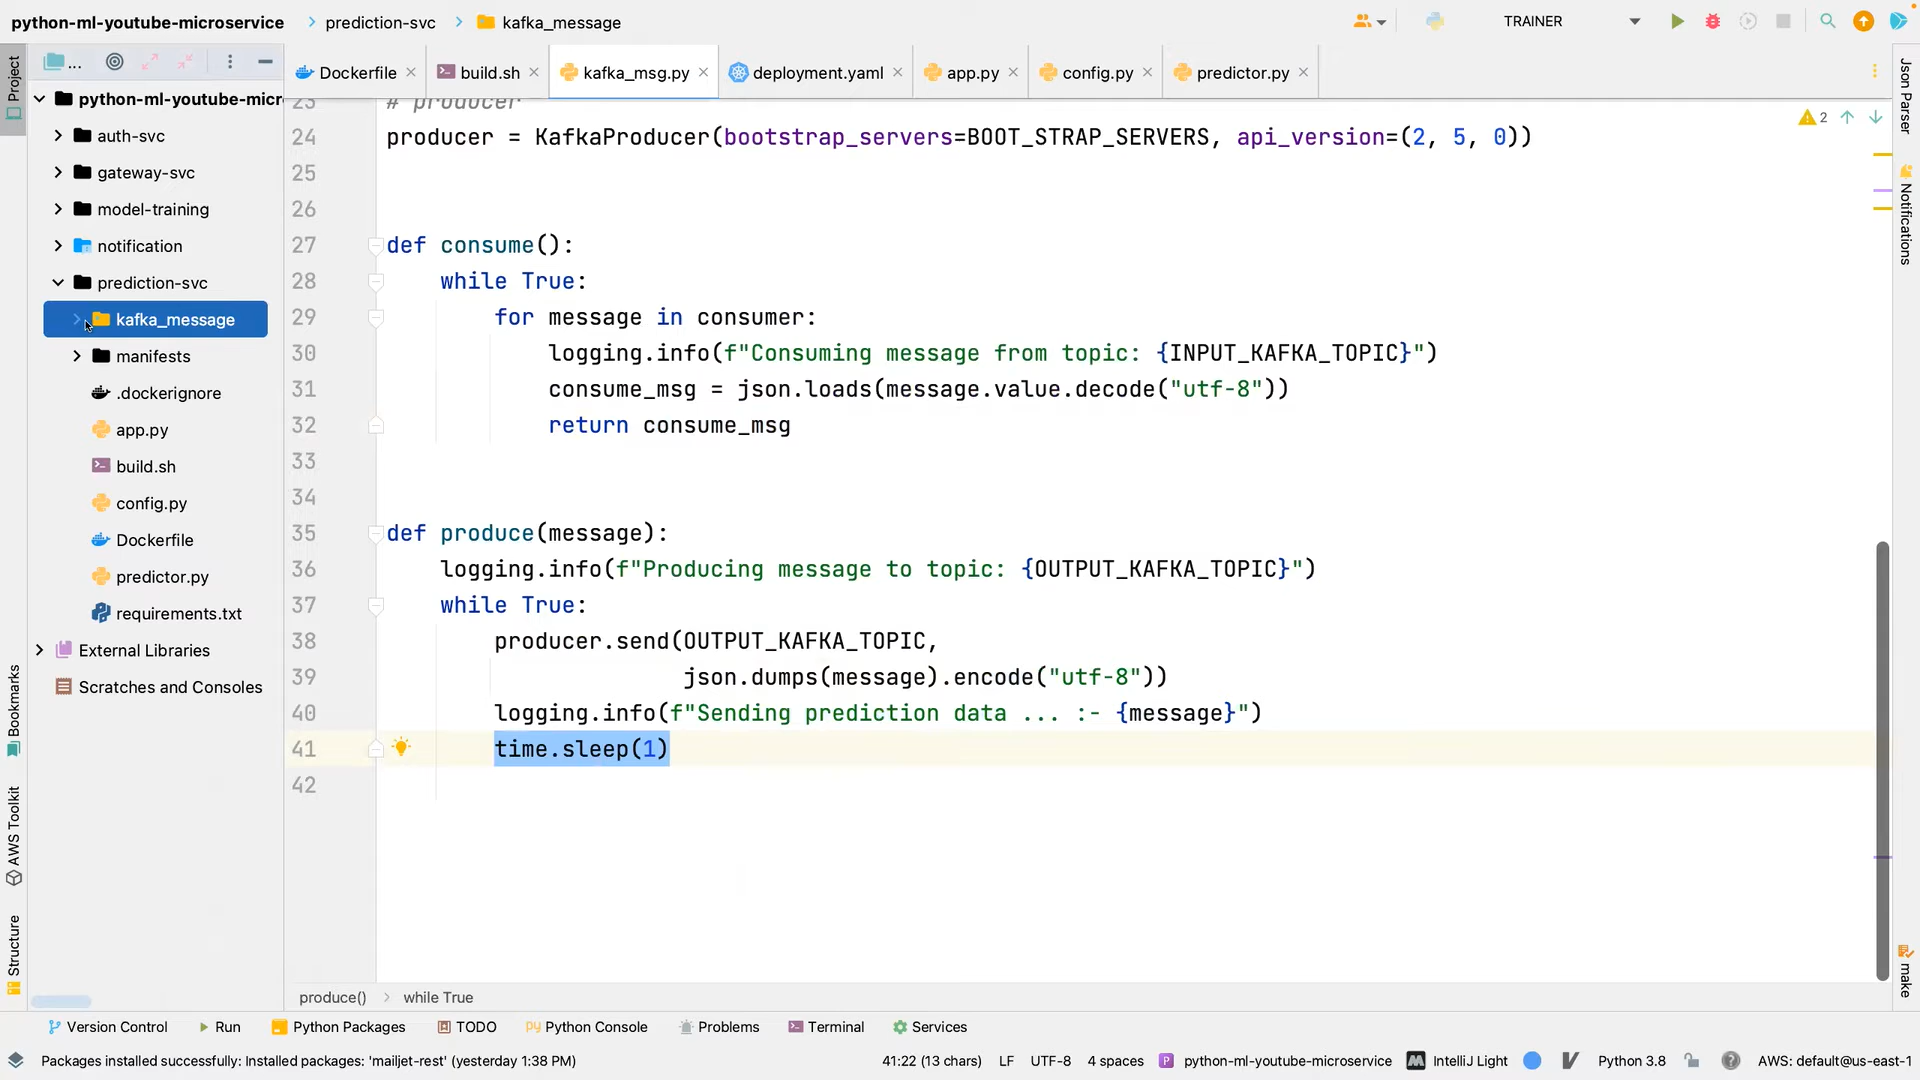 python-ml-youtube-microservice
prediction-svc
kafka_message
TRAINER
Project
...
Dockerfile
build.sh
kafka_msg.py
deployment.yaml
app.py
config.py
predictor.py
python-ml-youtube-micr
auth-svc
gateway-svc
model-training
notification
prediction-svc
kafka_message
manifests
.dockerignore
app.py
build.sh
config.py
Dockerfile
predictor.py
requirements.txt
External Libraries
Scratches and Consoles
Bookmarks
AWS Toolkit
Structure
2
23 # producer
24 producer = KafkaProducer(bootstrap_servers=BOOT_STRAP_SERVERS, api_version=(2, 5, 0))
25
26
27 def consume():
28 while True:
29 for message in consumer:
30 logging.info(f"Consuming message from topic: {INPUT_KAFKA_TOPIC}")
31 consume_msg = json.loads(message.value.decode("utf-8"))
32 return consume_msg
33
34
35 def produce(message):
36 logging.info(f"Producing message to topic: {OUTPUT_KAFKA_TOPIC}")
37 while True:
38 producer.send(OUTPUT_KAFKA_TOPIC,
39 json.dumps(message).encode("utf-8"))
40 logging.info(f"Sending prediction data ... :- {message}")
41 time.sleep(1)
42
Json Parser
Notifications
make
produce()
while True
Version Control
Run
Python Packages
TODO
Python Console
Problems
Terminal
Services
Packages installed successfully: Installed packages: 'mailjet-rest' (yesterday 1:38 PM)
41:22 (13 chars)
LF
UTF-8
4 spaces
python-ml-youtube-microservice
IntelliJ Light
Python 3.8
AWS: default@us-east-1